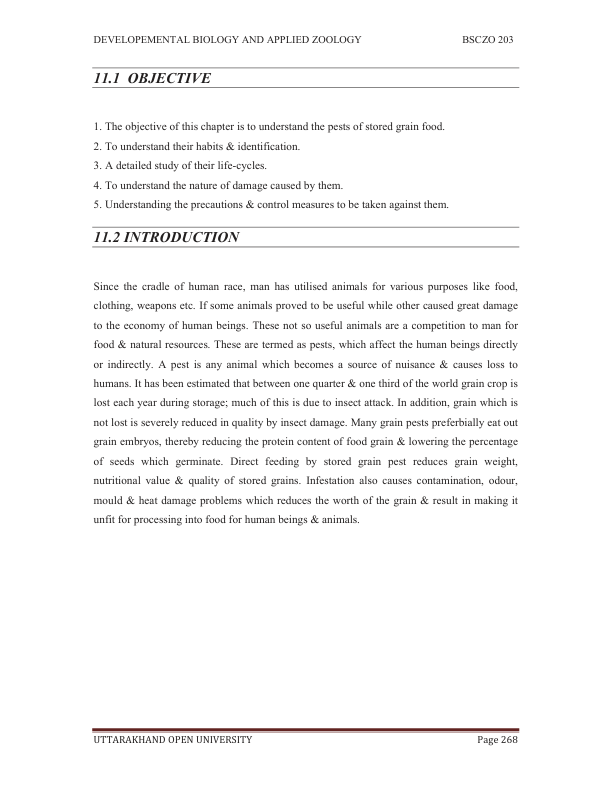 DEVELOPEMENTAL BIOLOGY AND APPLIED ZOOLOGY BSCZO 203
11.1 OBJECTIVE
1. The objective of this chapter is to understand the pests of stored grain food.
2. To understand their habits & identification.
3. A detailed study of their life-cycles.
4. To understand the nature of damage caused by them.
5. Understanding the precautions & control measures to be taken against them.
11.2 INTRODUCTION
Since the cradle of human race, man has utilised animals for various purposes like food,
clothing, weapons etc. If some animals proved to be useful while other caused great damage
to the economy of human beings. These not so useful animals are a competition to man for
food & natural resources. These are termed as pests, which affect the human beings directly
or indirectly. A pest is any animal which becomes a source of nuisance & causes loss to
humans. It has been estimated that between one quarter & one third of the world grain crop is
lost each year during storage; much of this is due to insect attack. In addition, grain which is
not lost is severely reduced in quality by insect damage. Many grain pests preferbially eat out
grain embryos, thereby reducing the protein content of food grain & lowering the percentage
of seeds which germinate. Direct feeding by stored grain pest reduces grain weight,
nutritional value & quality of stored grains. Infestation also causes contamination, odour,
mould & heat damage problems which reduces the worth of the grain & result in making it
unfit for processing into food for human beings & animals.
UTTARAKHAND OPEN UNIVERSITY Page 268